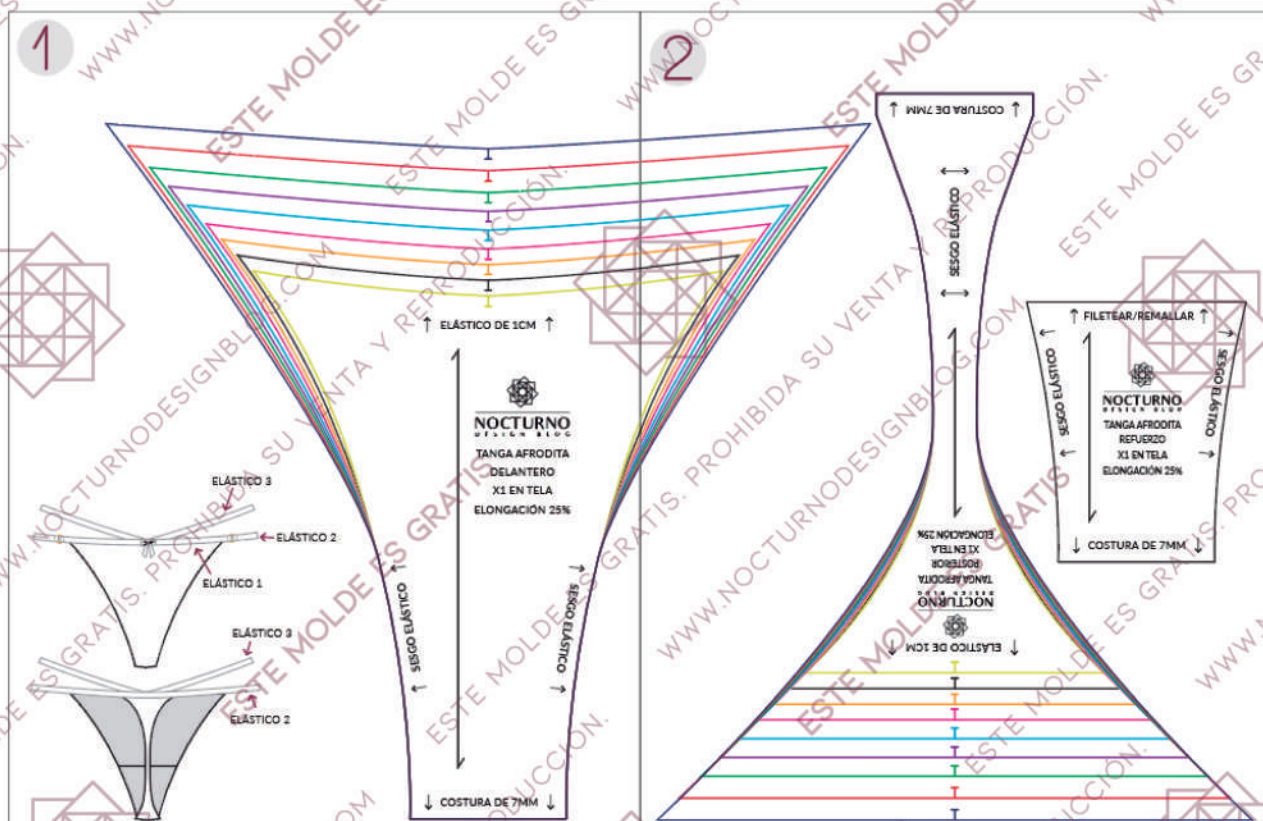 1
↑ ELÁSTICO DE 1CM ↑
NOCTURNO
DESIGN BLOG
TANGA AFRODITA
DELANTERO
X1 EN TELA
ELONGACIÓN 25%
SESGO ELÁSTICO
SESGO ELÁSTICO
↓ COSTURA DE 7MM ↓
ELÁSTICO 3
ELÁSTICO 2
ELÁSTICO 1
ELÁSTICO 3
ELÁSTICO 2
2
↑ COSTURA DE 7MM ↑
SESGO ELÁSTICO
ELÁSTICO DE 1CM
NOCTURNO
DESIGN BLOG
TANGA AFRODITA
POSTERIOR
X1 EN TELA
ELONGACIÓN 25%
↑ FILETEAR/REMALLAR ↑
SESGO ELÁSTICO
SESGO ELÁSTICO
NOCTURNO
DESIGN BLOG
TANGA AFRODITA
REFUERZO
X1 EN TELA
ELONGACIÓN 25%
↓ COSTURA DE 7MM ↓
ESTE MOLDE ES GRATIS. PROHIBIDA SU VENTA Y REPRODUCCIÓN.
WWW.NOCTURNODESIGNBLOG.COM